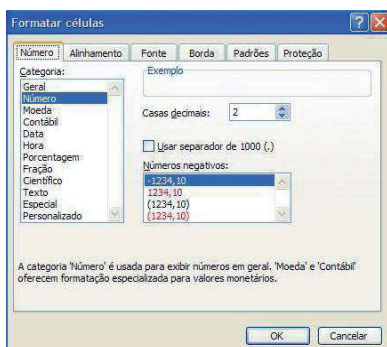 Formatar células
Número Alinhamento Fonte Borda Padrões Proteção
Categoria:
Geral
Número
Moeda
Contábil
Data
Hora
Porcentagem
Fração
Científico
Texto
Especial
Personalizado
Exemplo
Casas decimais: 2
Usar separador de 1000 (.)
Números negativos:
-1234,10
1234,10
(1234,10)
(1234,10)
A categoria 'Número' é usada para exibir números em geral. 'Moeda' e 'Contábil'
oferecem formatação especializada para valores monetários.
OK Cancelar